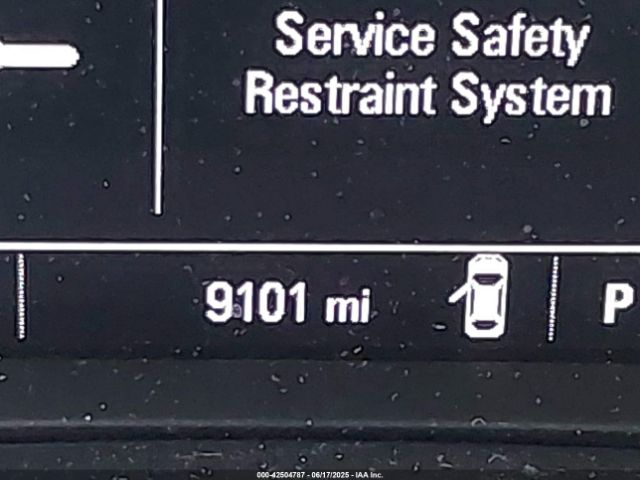 Service Safety
Restraint System
9101 mi
P
000-42504787 - 06/17/2025 - IAA Inc.